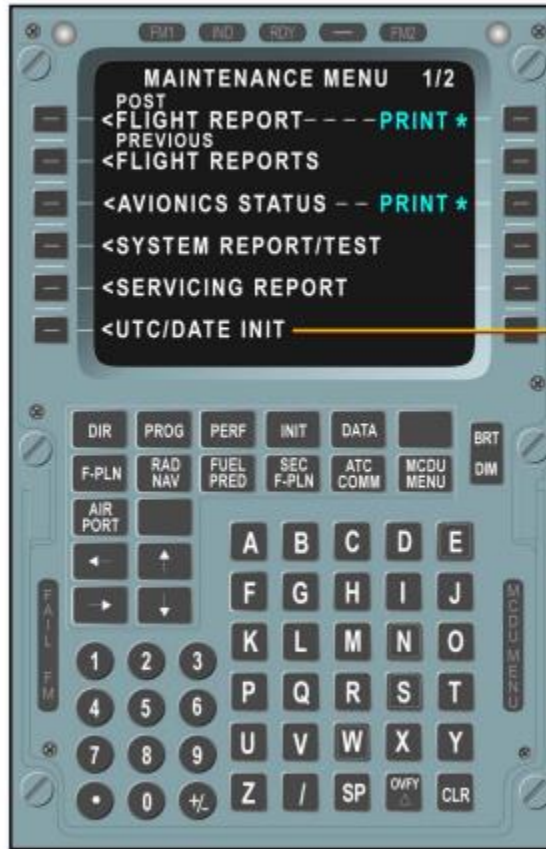 FM1 IND RDY — FM2
MAINTENANCE MENU 1/2
POST
<FLIGHT REPORT----PRINT *
PREVIOUS
<FLIGHT REPORTS
<AVIONICS STATUS -- PRINT *
<SYSTEM REPORT/TEST
<SERVICING REPORT
<UTC/DATE INIT
DIR PROG PERF INIT DATA
BRT
F-PLN RAD NAV FUEL PRED SEC F-PLN ATC COMM MCDU MENU
DIM
AIR PORT
← ↑
→ ↓
A B C D E
F G H I J
K L M N O
P Q R S T
U V W X Y
Z / SP OVFY △ CLR
1 2 3
4 5 6
7 8 9
• 0 +/-
FAIL FM
MCDU MENU